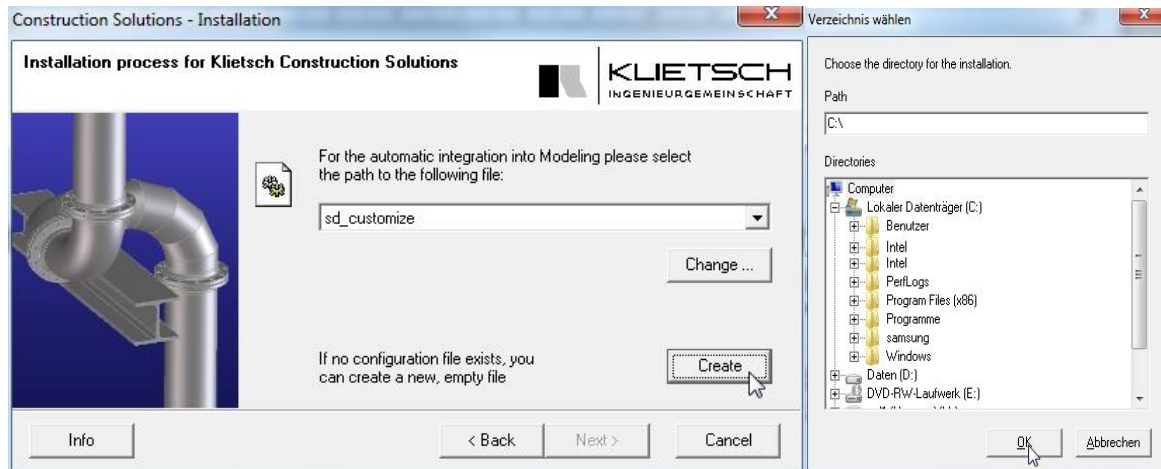 Construction Solutions - Installation
Installation process for Klietsch Construction Solutions
KLIETSCH
INGENIEURGEMEINSCHAFT
For the automatic integration into Modeling please select
the path to the following file:
sd_customize
Change ...
If no configuration file exists, you
can create a new, empty file
Create
Info
< Back
Next >
Cancel
Verzeichnis wählen
Choose the directory for the installation.
Path
C:\
Directories
Computer
Lokaler Datenträger (C:)
Benutzer
Intel
Intel
PerfLogs
Program Files (x86)
Programme
samsung
Windows
Daten (D:)
DVD-RW-Laufwerk (E:)
OK
Abbrechen